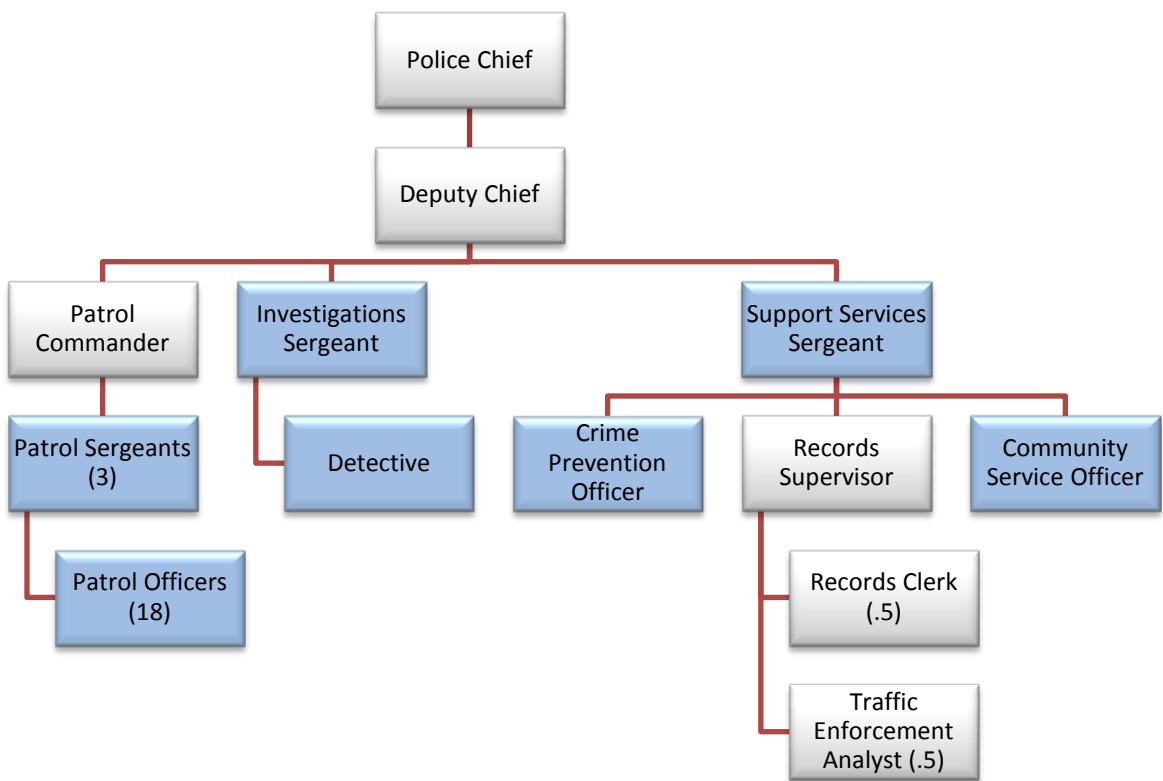 Police Chief
Deputy Chief
Patrol
Commander
Investigations
Sergeant
Support Services
Sergeant
Patrol Sergeants
(3)
Detective
Crime
Prevention
Officer
Records
Supervisor
Community
Service Officer
Patrol Officers
(18)
Records Clerk
(.5)
Traffic
Enforcement
Analyst (.5)